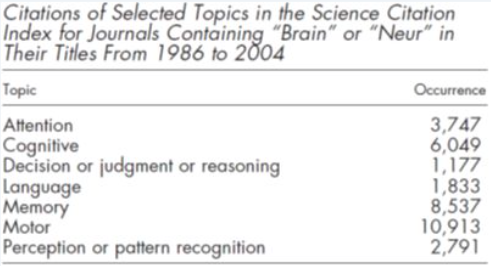 Citations of Selected Topics in the Science Citation
Index for Journals Containing “Brain” or “Neur” in
Their Titles From 1986 to 2004
Topic Occurrence
Attention 3,747
Cognitive 6,049
Decision or judgment or reasoning 1,177
Language 1,833
Memory 8,537
Motor 10,913
Perception or pattern recognition 2,791